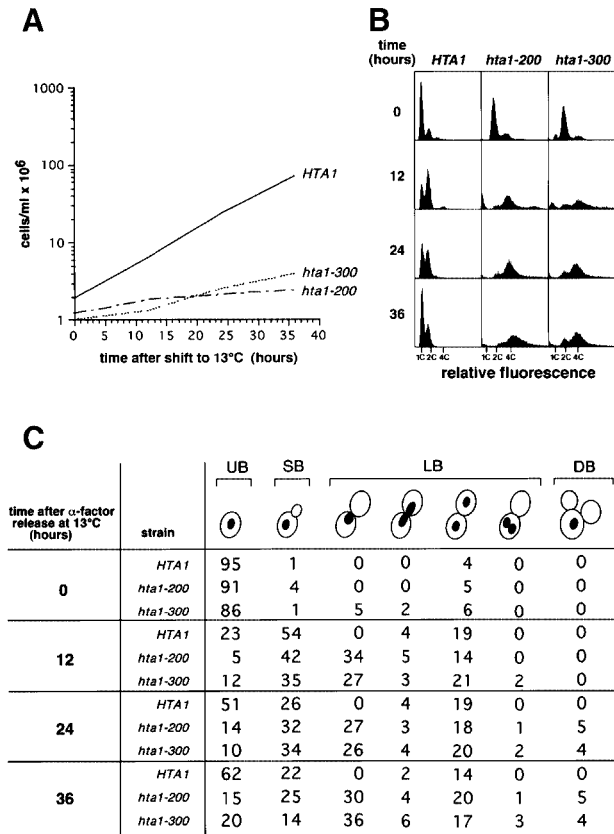 A
1000
100
10
1
cells/ml x 10⁶
HTA1
hta1-300
hta1-200
0 5 10 15 20 25 30 35 40
time after shift to 13°C (hours)
B
time (hours)
HTA1 hta1-200 hta1-300
0
12
24
36
1C 2C 4C 1C 2C 4C 1C 2C 4C
relative fluorescence
C
UB SB LB DB
time after α-factor release at 13°C (hours) strain
0
HTA1 95 1 0 0 4 0 0
hta1-200 91 4 0 0 5 0 0
hta1-300 86 1 5 2 6 0 0
12
HTA1 23 54 0 4 19 0 0
hta1-200 5 42 34 5 14 0 0
hta1-300 12 35 27 3 21 2 0
24
HTA1 51 26 0 4 19 0 0
hta1-200 14 32 27 3 18 1 5
hta1-300 10 34 26 4 20 2 4
36
HTA1 62 22 0 2 14 0 0
hta1-200 15 25 30 4 20 1 5
hta1-300 20 14 36 6 17 3 4